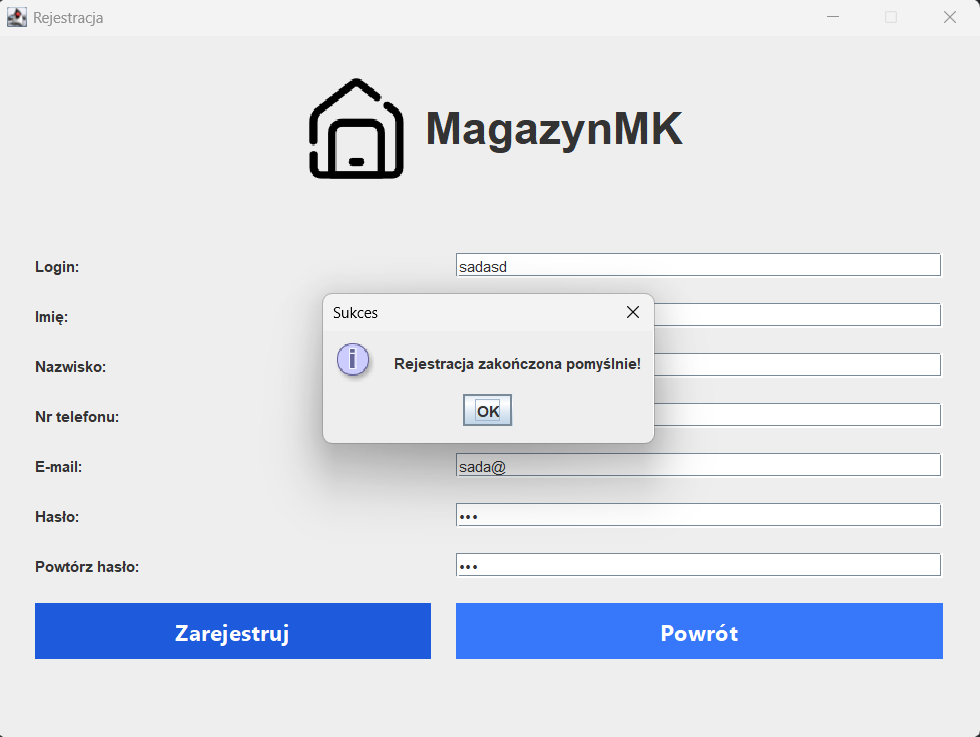 Rejestracja
MagazynMK
Login:
sadasd
Sukces
Imię:
Rejestracja zakończona pomyślnie!
Nazwisko:
OK
Nr telefonu:
E-mail:
sada@
Hasło:
•••
Powtórz hasło:
•••
Zarejestruj
Powrót